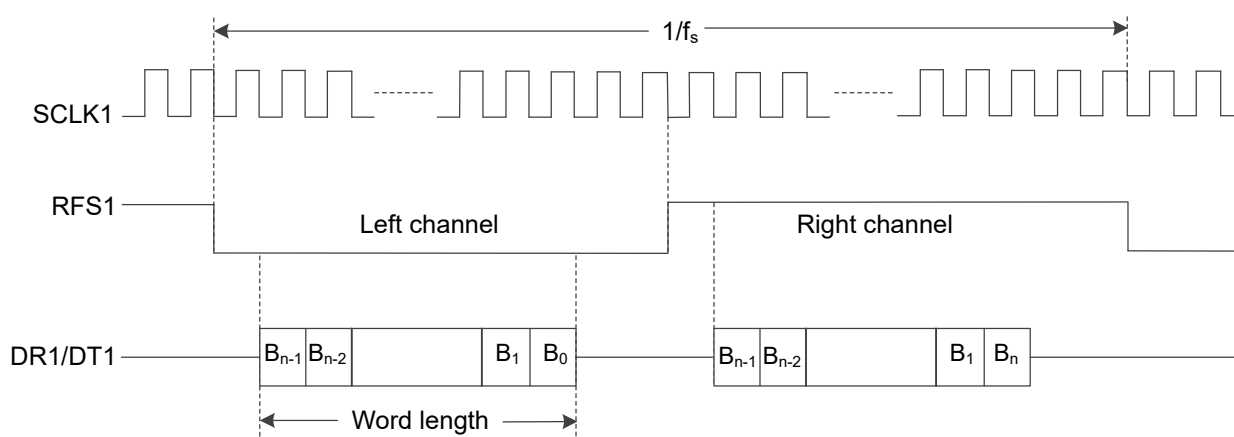 1/fs
SCLK1
RFS1
Left channel
Right channel
DR1/DT1
Bn-1 Bn-2 B1 B0 Bn-1 Bn-2 B1 Bn
Word length